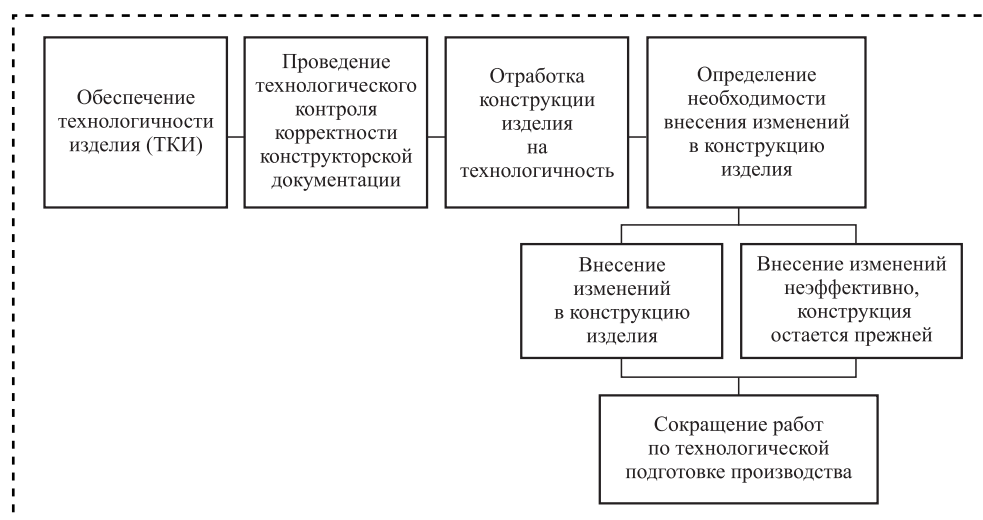 Обеспечение
технологичности
изделия (ТКИ)
Проведение
технологического
контроля
корректности
конструкторской
документации
Отработка
конструкции
изделия
на
технологичность
Определение
необходимости
внесения изменений
в конструкцию
изделия
Внесение
изменений
в конструкцию
изделия
Внесение изменений
неэффективно,
конструкция
остается прежней
Сокращение работ
по технологической
подготовке производства